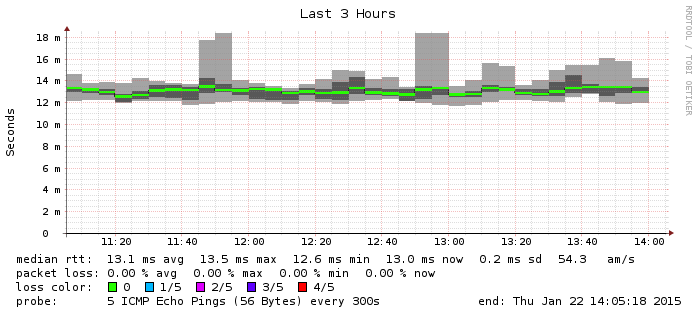 Last 3 Hours
RRDTOOL / TOBI OETIKER
Seconds
18 m
16 m
14 m
12 m
10 m
8 m
6 m
4 m
2 m
0
11:20 11:40 12:00 12:20 12:40 13:00 13:20 13:40 14:00
median rtt: 13.1 ms avg 13.5 ms max 12.6 ms min 13.0 ms now 0.2 ms sd 54.3 am/s
packet loss: 0.00 % avg 0.00 % max 0.00 % min 0.00 % now
loss color: 0 1/5 2/5 3/5 4/5
probe: 5 ICMP Echo Pings (56 Bytes) every 300s end: Thu Jan 22 14:05:18 2015